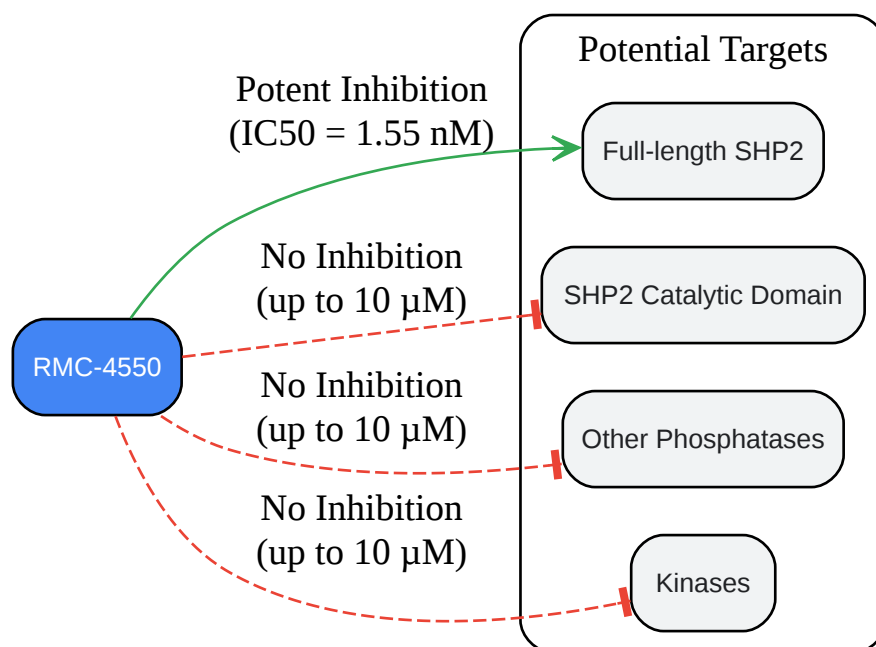 Potential Targets
Potent Inhibition
(IC50 = 1.55 nM)
Full-length SHP2
No Inhibition
(up to 10 µM)
SHP2 Catalytic Domain
RMC-4550
No Inhibition
(up to 10 µM)
Other Phosphatases
No Inhibition
(up to 10 µM)
Kinases